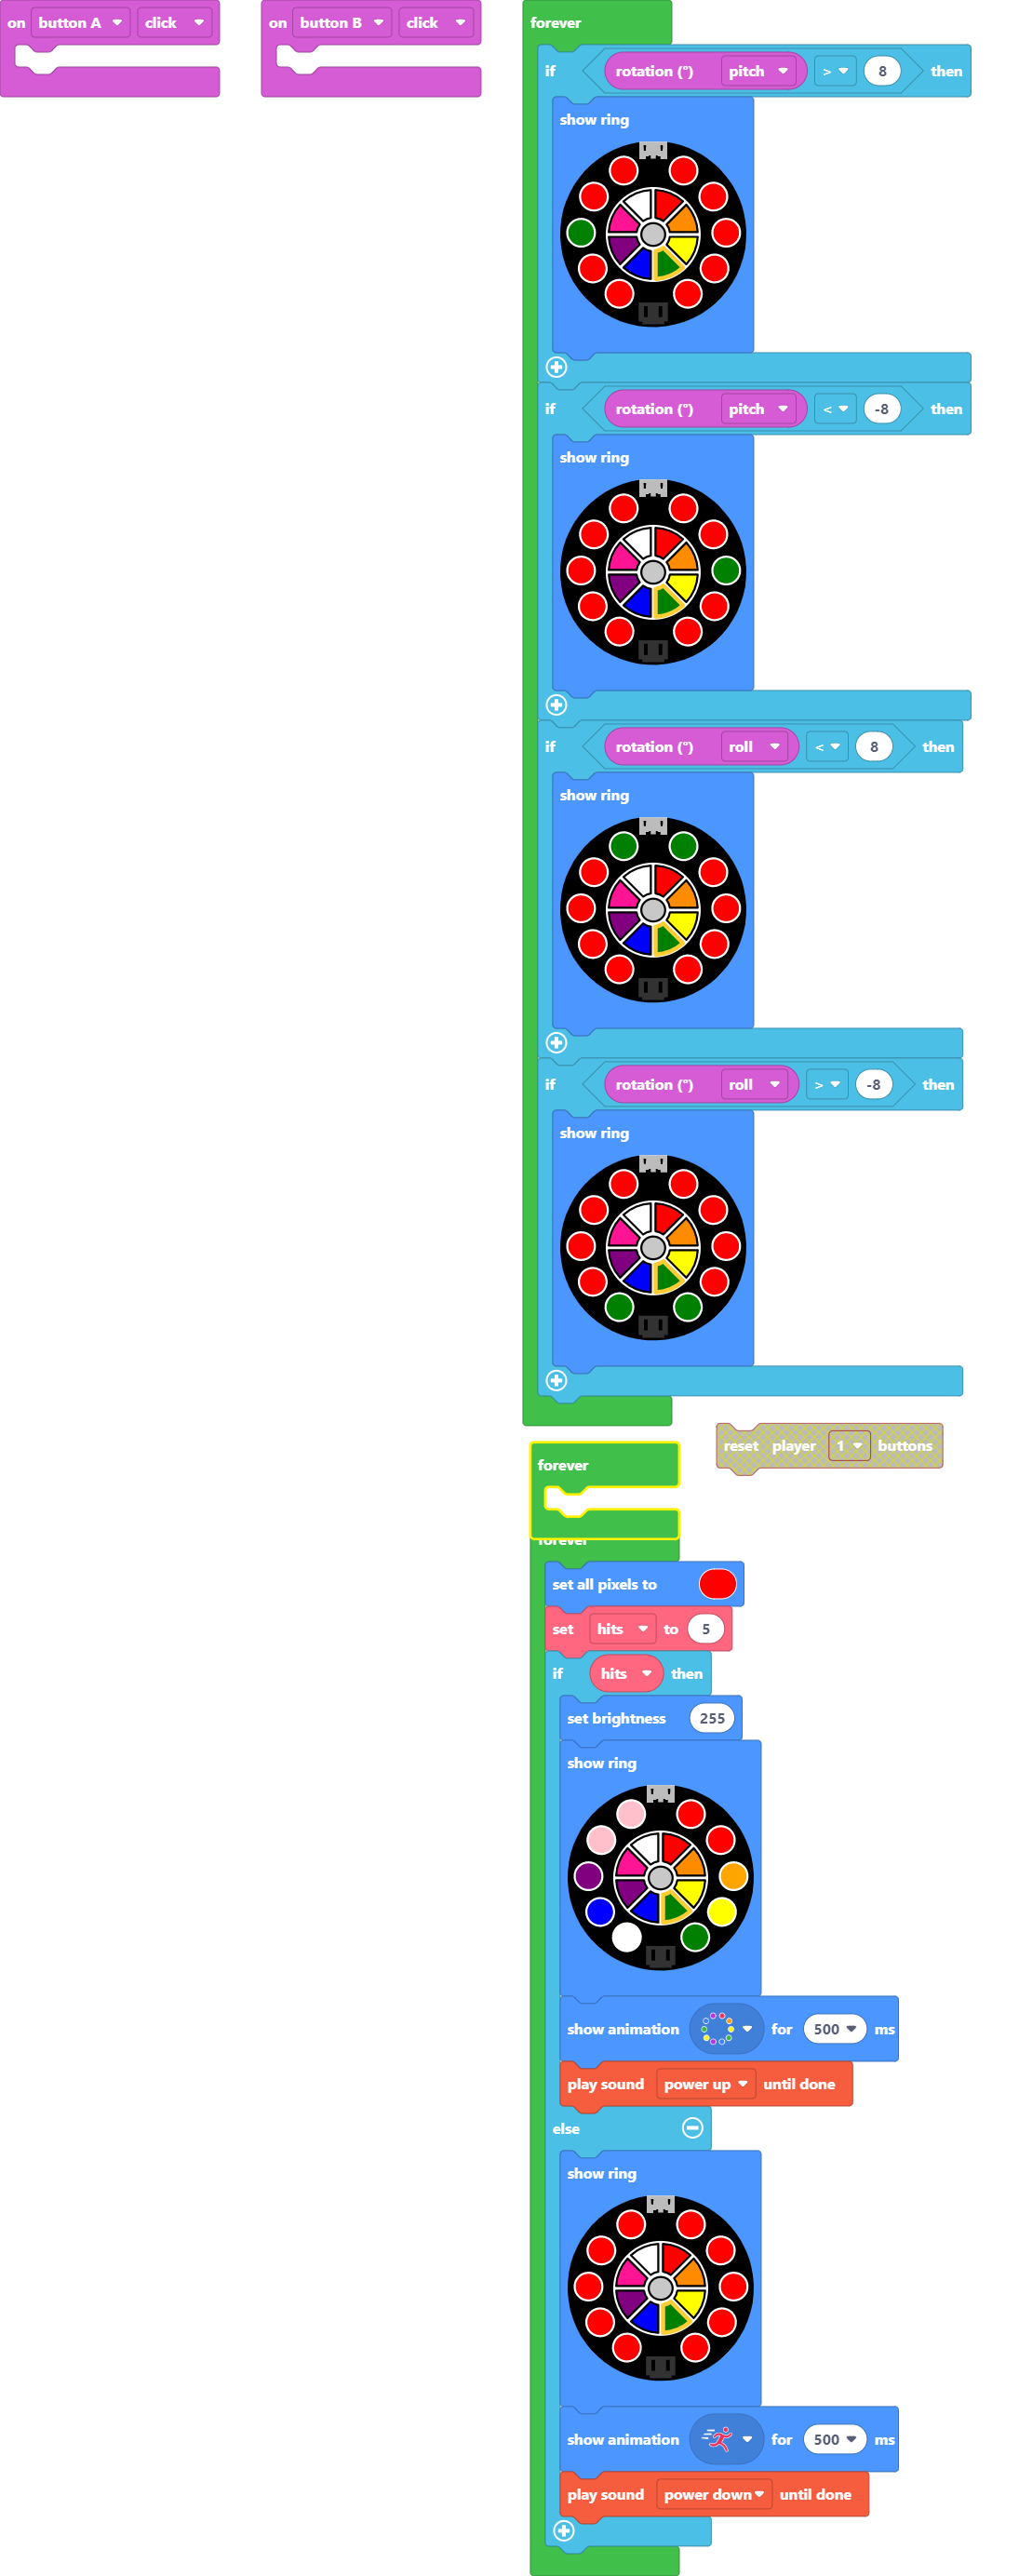 on button A click
on button B click
forever
if rotation (°) pitch > 8 then
show ring
if rotation (°) pitch < -8 then
show ring
if rotation (°) roll < 8 then
show ring
if rotation (°) roll > -8 then
show ring
reset player 1 buttons
forever
forever
set all pixels to
set hits to 5
if hits then
set brightness 255
show ring
show animation for 500 ms
play sound power up until done
else
show ring
show animation for 500 ms
play sound power down until done